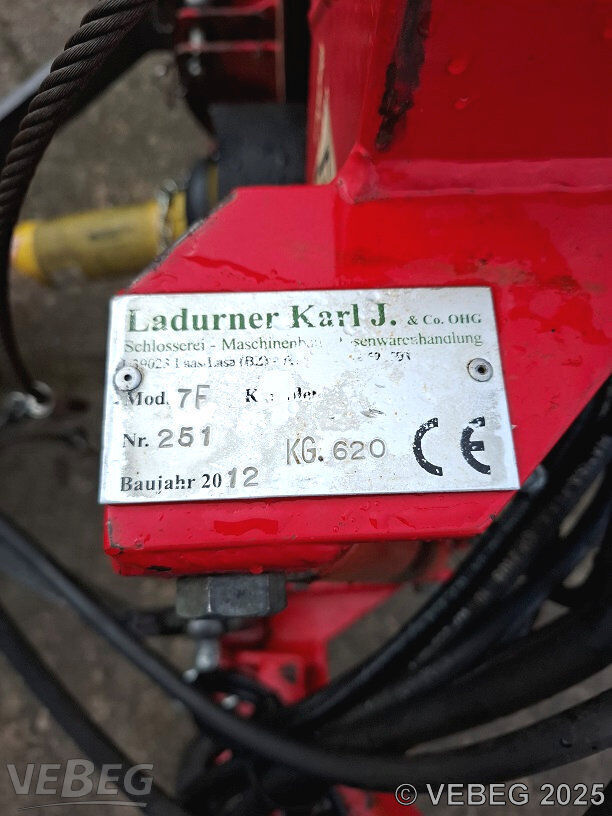 Ladurner Karl J. & Co. OHG
Schlosserei - Maschinenbau
Mod. 7F
Nr. 251 KG. 620 CE
Baujahr 2012
VEBEG © VEBEG 2025